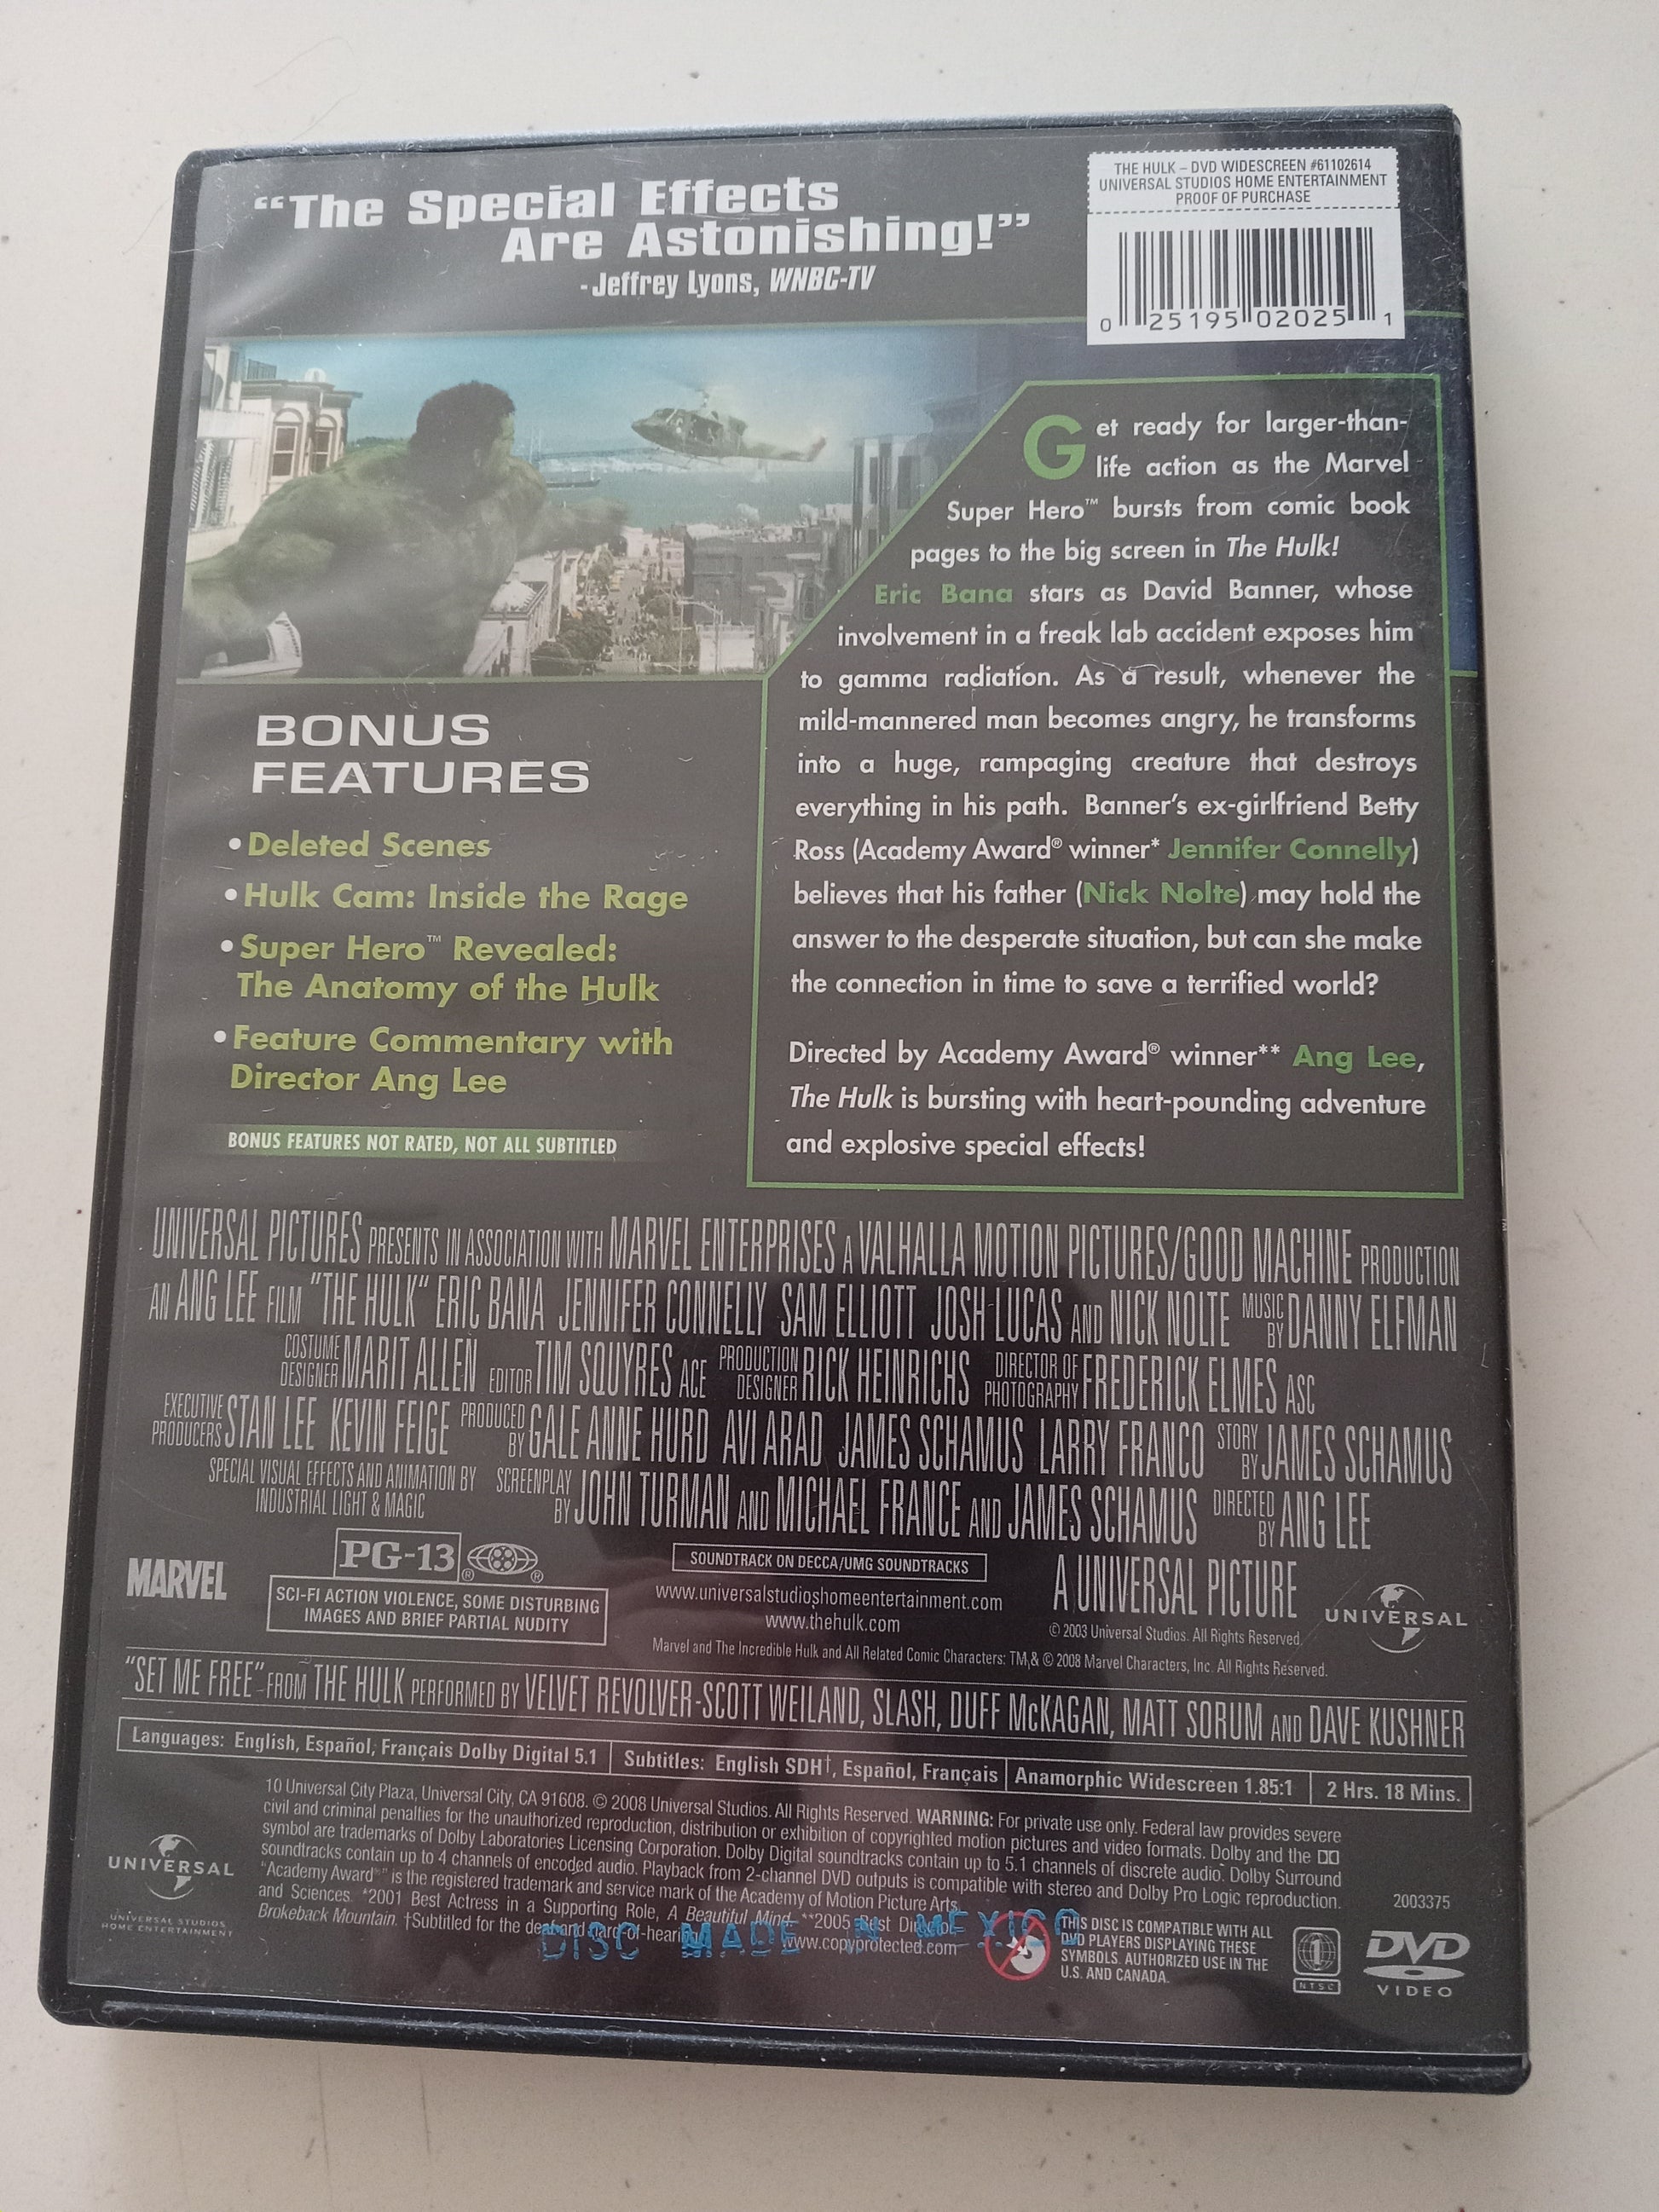 “The Special Effects
Are Astonishing!”
- Jeffrey Lyons, WNBC-TV
THE HULK – DVD WIDESCREEN #61102614
UNIVERSAL STUDIOS HOME ENTERTAINMENT
PROOF OF PURCHASE
0 25195 02025 1
Get ready for larger-than-
life action as the Marvel
Super Hero™ bursts from comic book
pages to the big screen in The Hulk!
Eric Bana stars as David Banner, whose
involvement in a freak lab accident exposes him
to gamma radiation. As a result, whenever the
mild-mannered man becomes angry, he transforms
into a huge, rampaging creature that destroys
everything in his path. Banner’s ex-girlfriend Betty
Ross (Academy Award® winner* Jennifer Connelly)
believes that his father (Nick Nolte) may hold the
answer to the desperate situation, but can she make
the connection in time to save a terrified world?
Directed by Academy Award® winner** Ang Lee,
The Hulk is bursting with heart-pounding adventure
and explosive special effects!
BONUS
FEATURES
• Deleted Scenes
• Hulk Cam: Inside the Rage
• Super Hero™ Revealed:
The Anatomy of the Hulk
• Feature Commentary with
Director Ang Lee
BONUS FEATURES NOT RATED, NOT ALL SUBTITLED
UNIVERSAL PICTURES PRESENTS IN ASSOCIATION WITH MARVEL ENTERPRISES A VALHALLA MOTION PICTURES/GOOD MACHINE PRODUCTION
AN ANG LEE FILM "THE HULK" ERIC BANA JENNIFER CONNELLY SAM ELLIOTT JOSH LUCAS AND NICK NOLTE MUSIC BY DANNY ELFMAN
COSTUME DESIGNER MARIT ALLEN EDITOR TIM SQUYRES ACE PRODUCTION DESIGNER RICK HEINRICHS DIRECTOR OF PHOTOGRAPHY FREDERICK ELMES ASC
EXECUTIVE PRODUCERS STAN LEE KEVIN FEIGE PRODUCED BY GALE ANNE HURD AVI ARAD JAMES SCHAMUS LARRY FRANCO STORY BY JAMES SCHAMUS
SPECIAL VISUAL EFFECTS AND ANIMATION BY INDUSTRIAL LIGHT & MAGIC SCREENPLAY BY JOHN TURMAN AND MICHAEL FRANCE AND JAMES SCHAMUS DIRECTED BY ANG LEE
MARVEL
PG-13
SCI-FI ACTION VIOLENCE, SOME DISTURBING
IMAGES AND BRIEF PARTIAL NUDITY
SOUNDTRACK ON DECCA/UMG SOUNDTRACKS
www.universalstudioshomeentertainment.com
www.thehulk.com
A UNIVERSAL PICTURE
© 2003 Universal Studios. All Rights Reserved.
UNIVERSAL
Marvel and The Incredible Hulk and All Related Comic Characters: TM & © 2008 Marvel Characters, Inc. All Rights Reserved.
"SET ME FREE" FROM THE HULK PERFORMED BY VELVET REVOLVER-SCOTT WEILAND, SLASH, DUFF McKAGAN, MATT SORUM AND DAVE KUSHNER
Languages: English, Español, Français Dolby Digital 5.1 | Subtitles: English SDH†, Español, Français | Anamorphic Widescreen 1.85:1 | 2 Hrs. 18 Mins.
10 Universal City Plaza, Universal City, CA 91608. © 2008 Universal Studios. All Rights Reserved. WARNING: For private use only. Federal law provides severe
civil and criminal penalties for the unauthorized reproduction, distribution or exhibition of copyrighted motion pictures and video formats. Dolby and the
symbol are trademarks of Dolby Laboratories Licensing Corporation. Dolby Digital soundtracks contain up to 5.1 channels of discrete audio. Dolby Surround
soundtracks contain up to 4 channels of encoded audio. Playback from 2-channel DVD outputs is compatible with stereo and Dolby Pro Logic reproduction.
"Academy Award®" is the registered trademark and service mark of the Academy of Motion Picture Arts
and Sciences. *2001 Best Actress in a Supporting Role, A Beautiful Mind. **2005 Best Director,
Brokeback Mountain. †Subtitled for the deaf and hard-of-hearing. www.copyprotected.com
UNIVERSAL
UNIVERSAL STUDIOS
HOME ENTERTAINMENT
DISC MADE IN MEXICO
2003375
THIS DISC IS COMPATIBLE WITH ALL
DVD PLAYERS DISPLAYING THESE
SYMBOLS. AUTHORIZED USE IN THE
U.S. AND CANADA.
1
NTSC
DVD
VIDEO